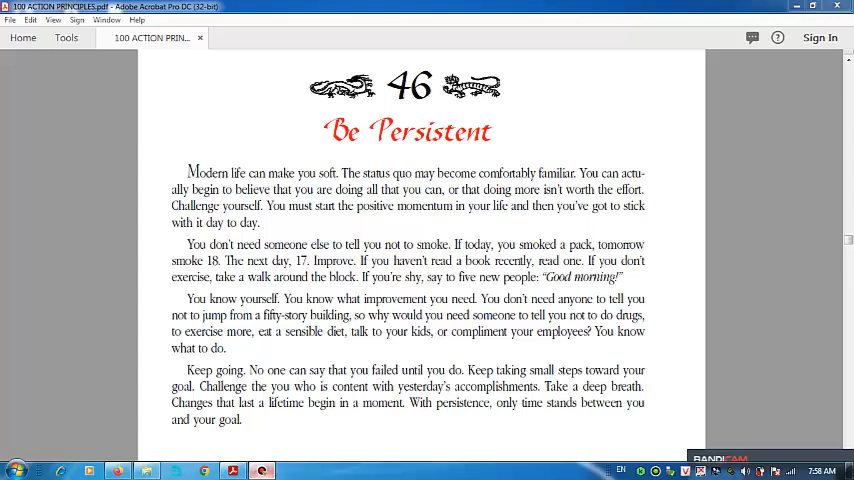 100 ACTION PRINCIPLES.pdf - Adobe Acrobat Pro DC (32-bit)
File Edit View Sign Window Help
Home Tools 100 ACTION PRIN... × Sign In
46
Be Persistent
Modern life can make you soft. The status quo may become comfortably familiar. You can actu-
ally begin to believe that you are doing all that you can, or that doing more isn't worth the effort.
Challenge yourself. You must start the positive momentum in your life and then you've got to stick
with it day to day.
You don't need someone else to tell you not to smoke. If today, you smoked a pack, tomorrow
smoke 18. The next day, 17. Improve. If you haven't read a book recently, read one. If you don't
exercise, take a walk around the block. If you're shy, say to five new people: “Good morning!”
You know yourself. You know what improvement you need. You don't need anyone to tell you
not to jump from a fifty-story building, so why would you need someone to tell you not to do drugs,
to exercise more, eat a sensible diet, talk to your kids, or compliment your employees? You know
what to do.
Keep going. No one can say that you failed until you do. Keep taking small steps toward your
goal. Challenge the you who is content with yesterday's accomplishments. Take a deep breath.
Changes that last a lifetime begin in a moment. With persistence, only time stands between you
and your goal.
BANDICAM
EN 7:58 AM